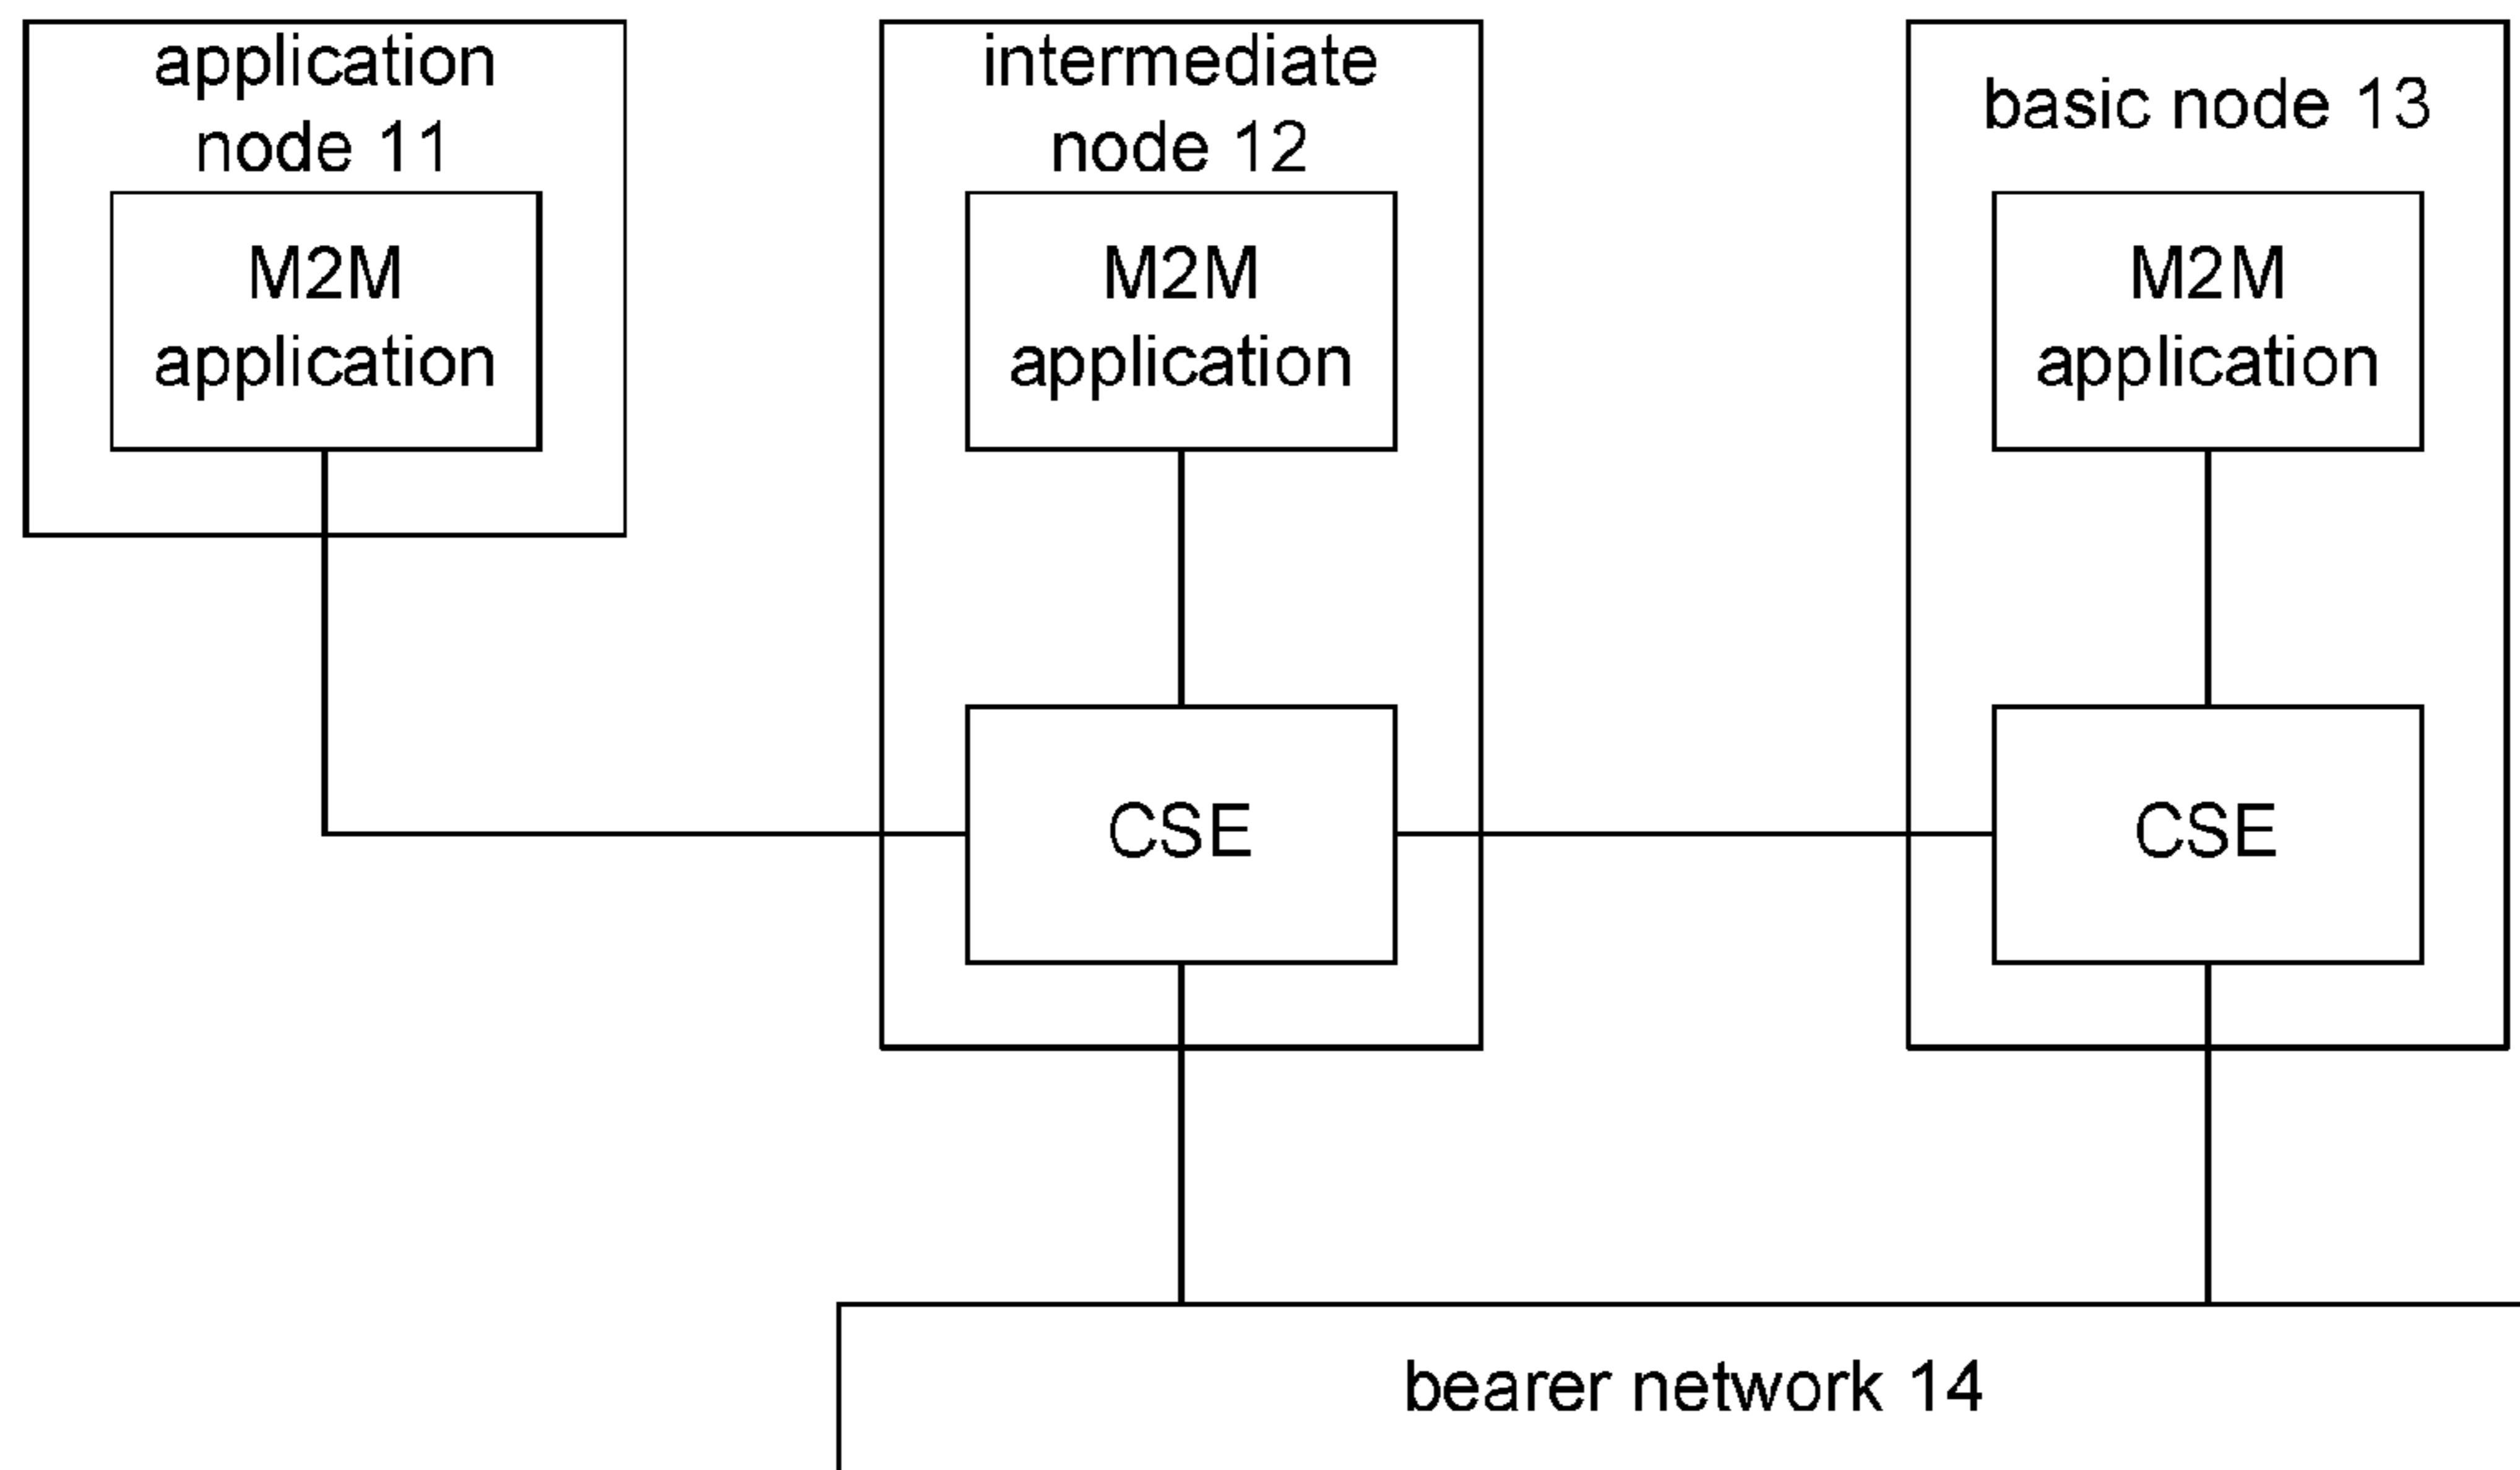 application
node 11
M2M
application
intermediate
node 12
M2M
application
CSE
basic node 13
M2M
application
CSE
bearer network 14